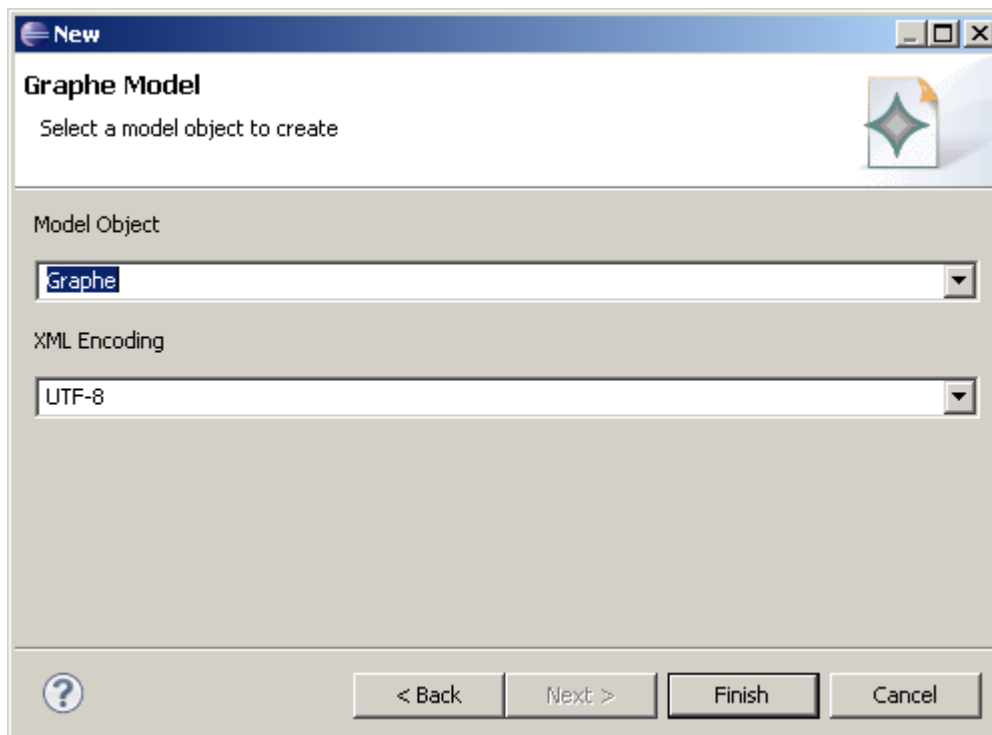 New
Graphe Model
Select a model object to create
Model Object
Graphe
XML Encoding
UTF-8
? < Back Next > Finish Cancel